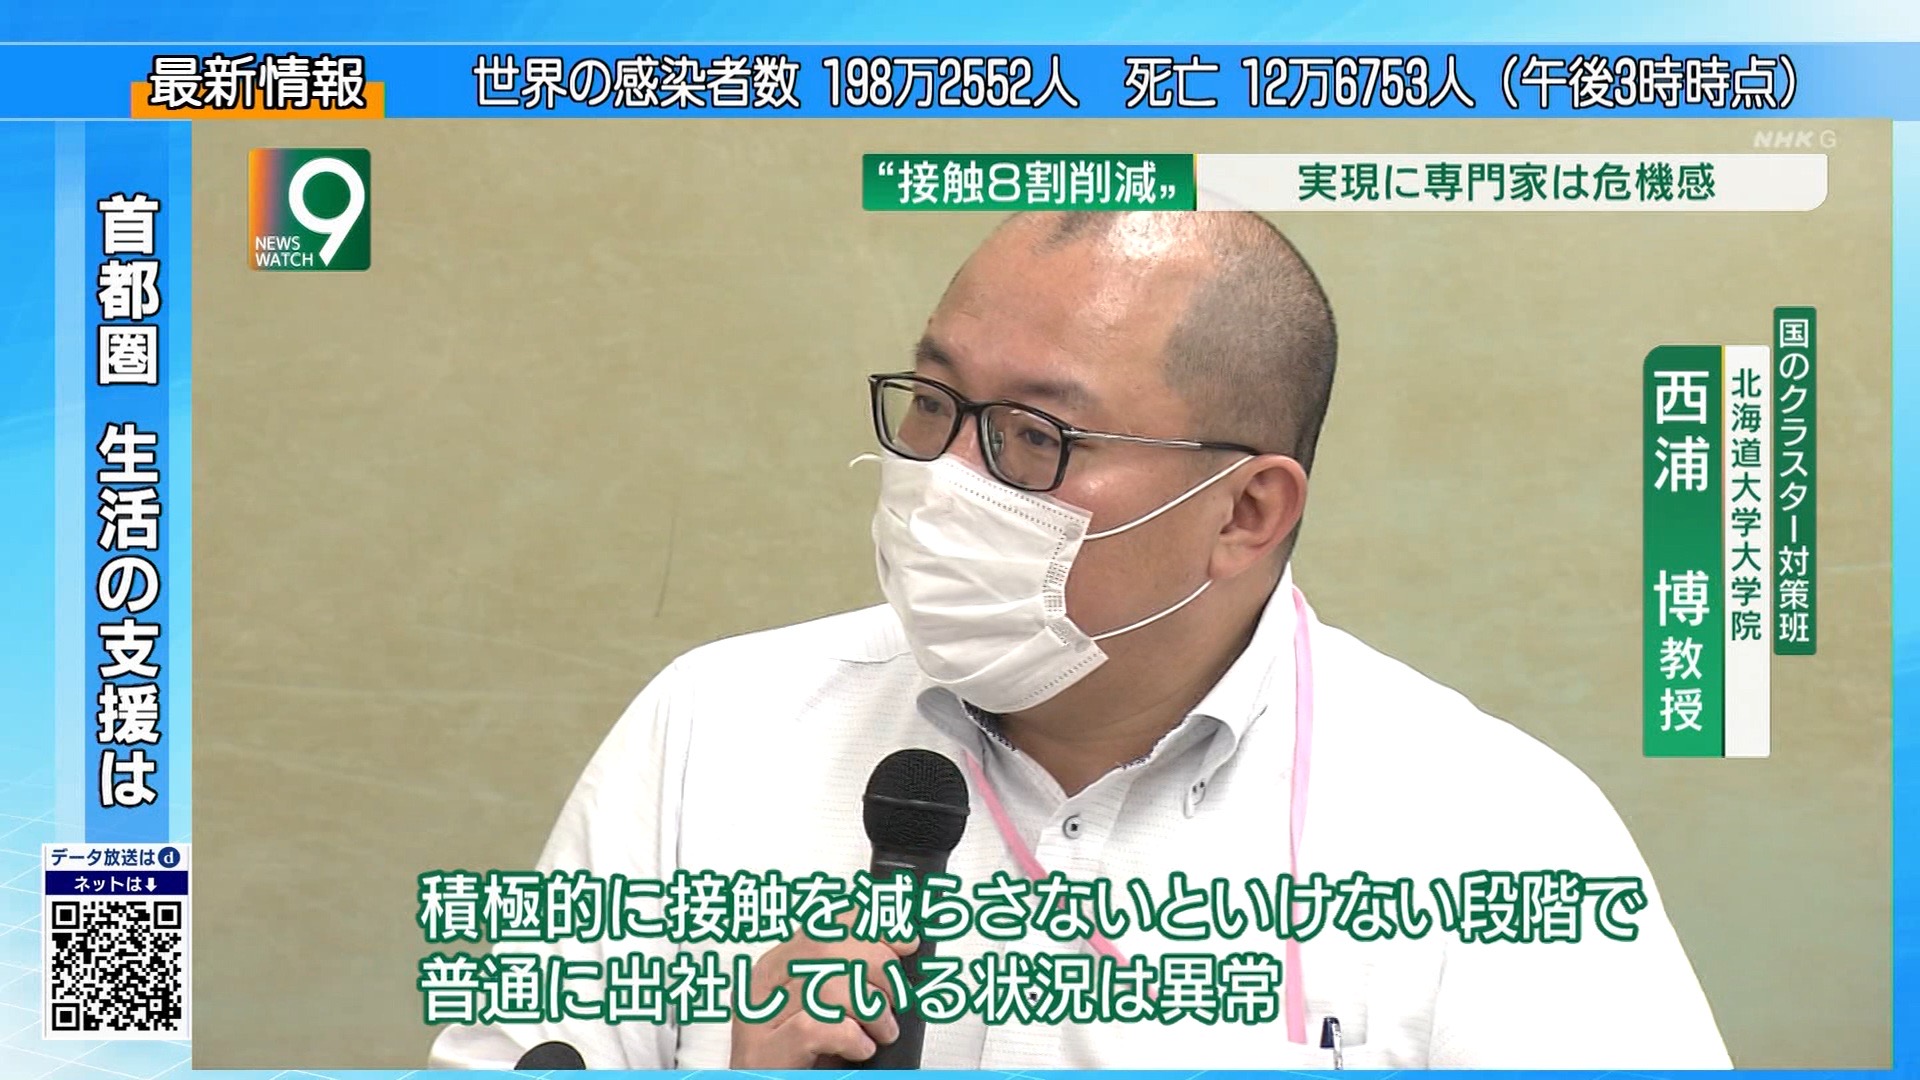 最新情報
世界の感染者数 198万2552人 死亡 12万6753人（午後3時時点）
NHK G
NEWS WATCH 9
“接触8割削減”
実現に専門家は危機感
首都圏 生活の支援は
国のクラスター対策班
北海道大学大学院
西浦 博教授
データ放送はⓓ
ネットは⬇
積極的に接触を減らさないといけない段階で
普通に出社している状況は異常